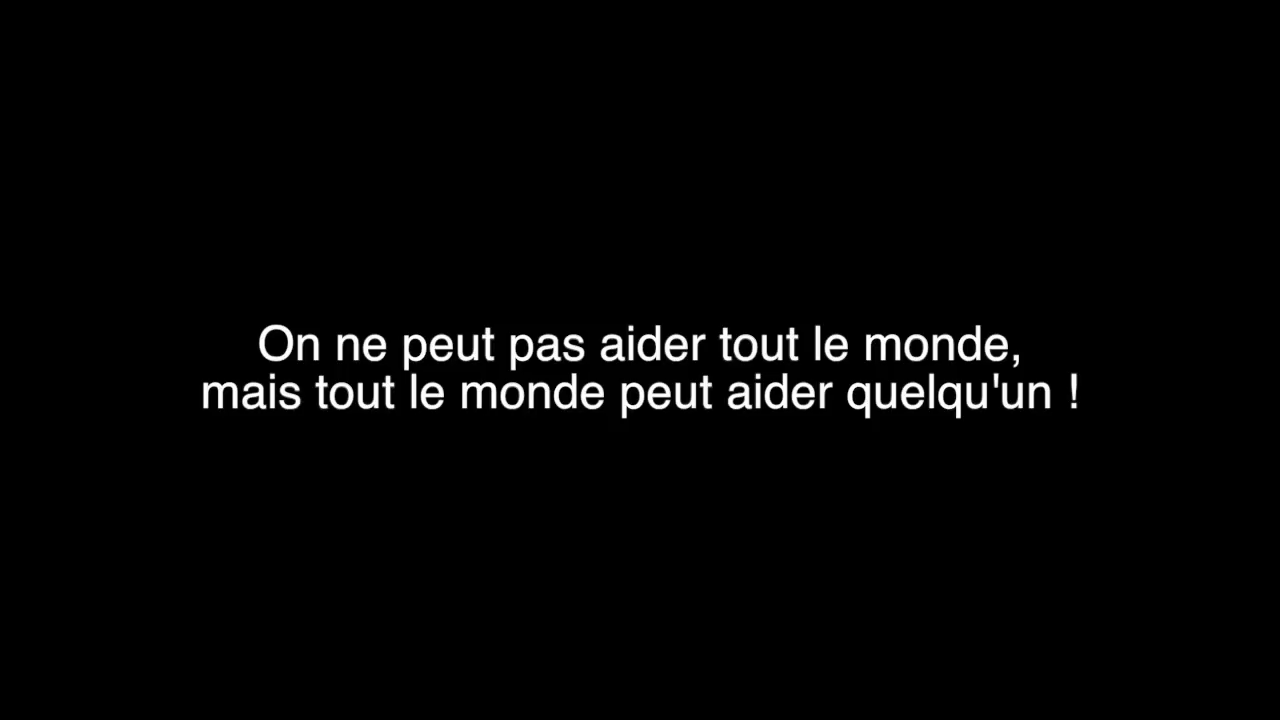 On ne peut pas aider tout le monde,
mais tout le monde peut aider quelqu'un !